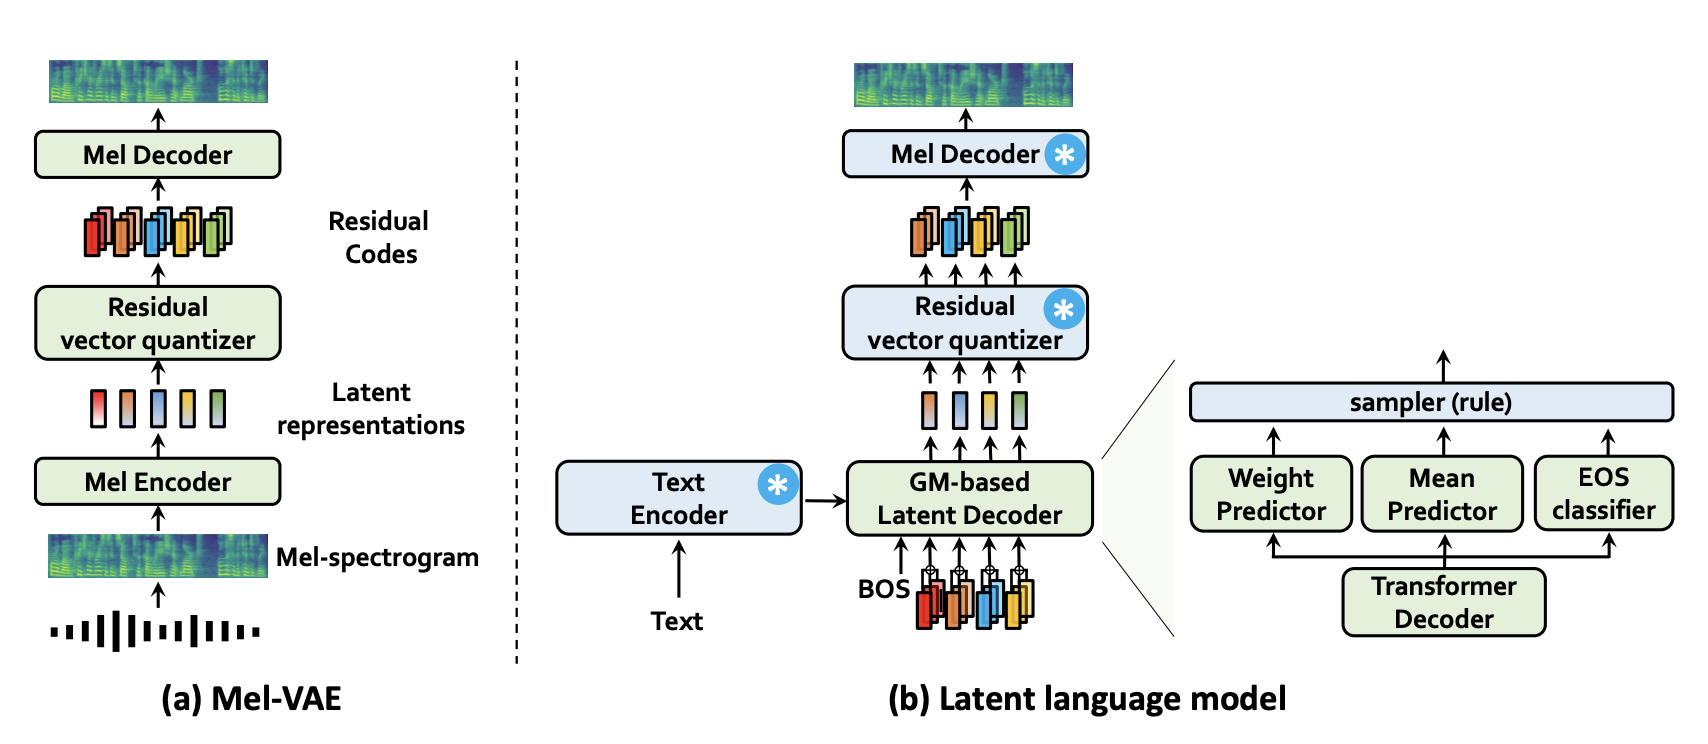 Mel Decoder
Residual
Codes
Residual
vector quantizer
Latent
representations
Mel Encoder
Mel-spectrogram
(a) Mel-VAE
Mel Decoder
Residual
vector quantizer
Text
Encoder
GM-based
Latent Decoder
BOS
Text
sampler (rule)
Weight
Predictor
Mean
Predictor
EOS
classifier
Transformer
Decoder
(b) Latent language model